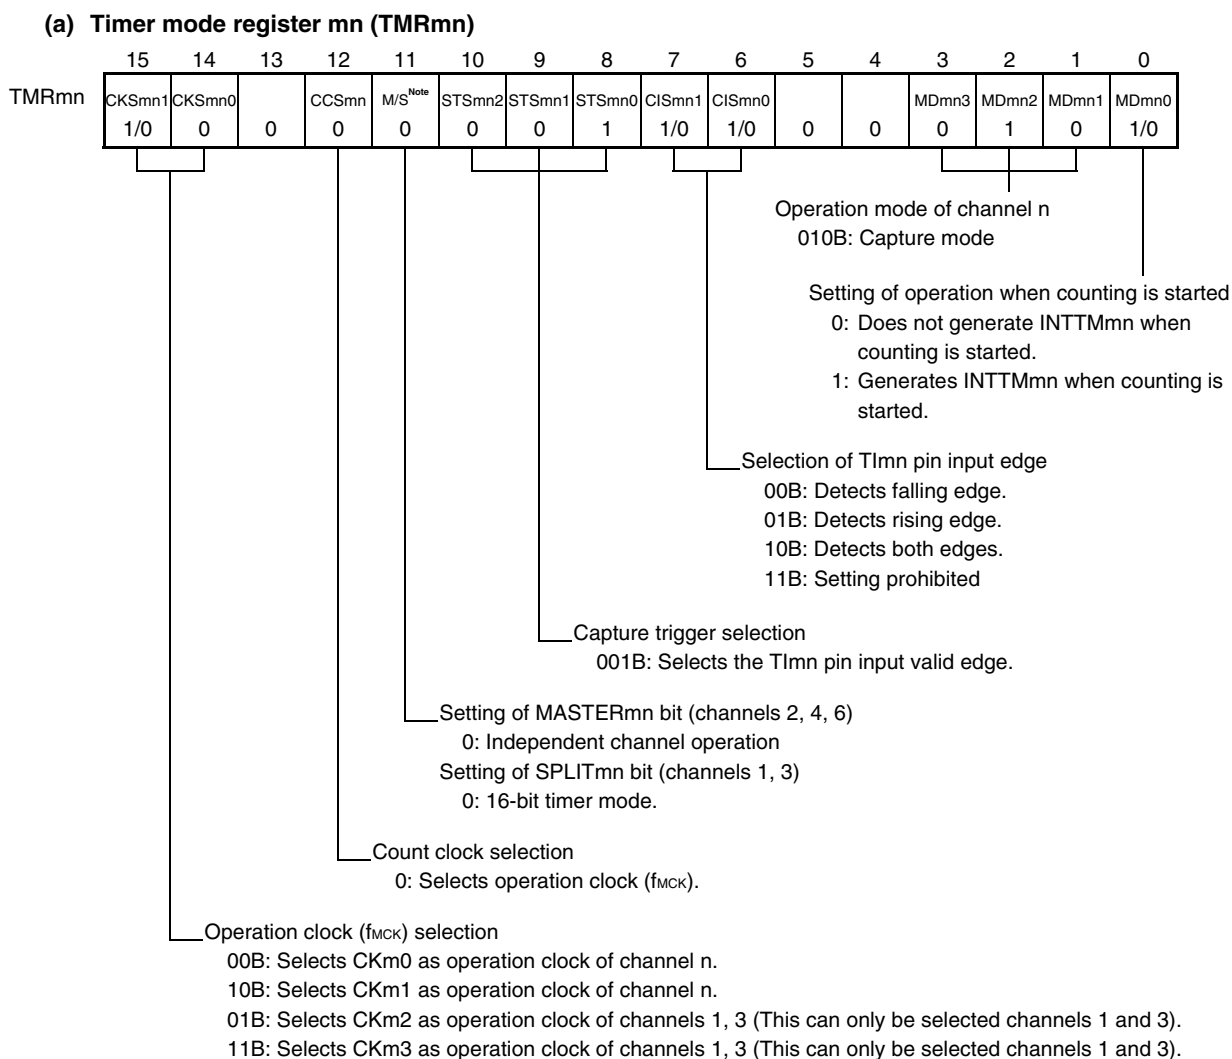 (a) Timer mode register mn (TMRmn)
15 14 13 12 11 10 9 8 7 6 5 4 3 2 1 0
TMRmn CKSmn1 CKSmn0 CCSmn M/S^Note STSmn2 STSmn1 STSmn0 CISmn1 CISmn0 MDmn3 MDmn2 MDmn1 MDmn0
1/0 0 0 0 0 0 0 1 1/0 1/0 0 0 0 1 0 1/0
Operation mode of channel n
010B: Capture mode
Setting of operation when counting is started
0: Does not generate INTTMmn when
counting is started.
1: Generates INTTMmn when counting is
started.
Selection of TImn pin input edge
00B: Detects falling edge.
01B: Detects rising edge.
10B: Detects both edges.
11B: Setting prohibited
Capture trigger selection
001B: Selects the TImn pin input valid edge.
Setting of MASTERmn bit (channels 2, 4, 6)
0: Independent channel operation
Setting of SPLITmn bit (channels 1, 3)
0: 16-bit timer mode.
Count clock selection
0: Selects operation clock (fMCK).
Operation clock (fMCK) selection
00B: Selects CKm0 as operation clock of channel n.
10B: Selects CKm1 as operation clock of channel n.
01B: Selects CKm2 as operation clock of channels 1, 3 (This can only be selected channels 1 and 3).
11B: Selects CKm3 as operation clock of channels 1, 3 (This can only be selected channels 1 and 3).